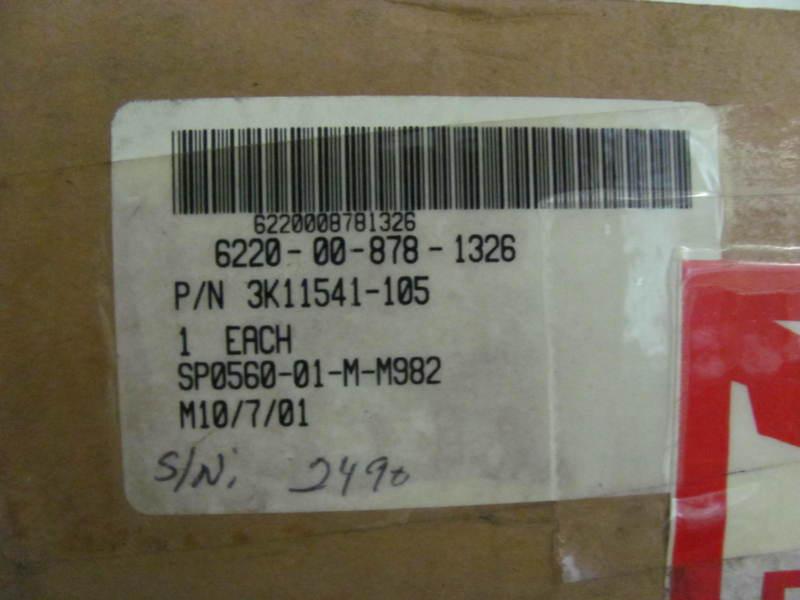 6220008781326
6220-00-878-1326
P/N 3K11541-105
1 EACH
SP0560-01-M-M982
M10/7/01
S/N: 2490